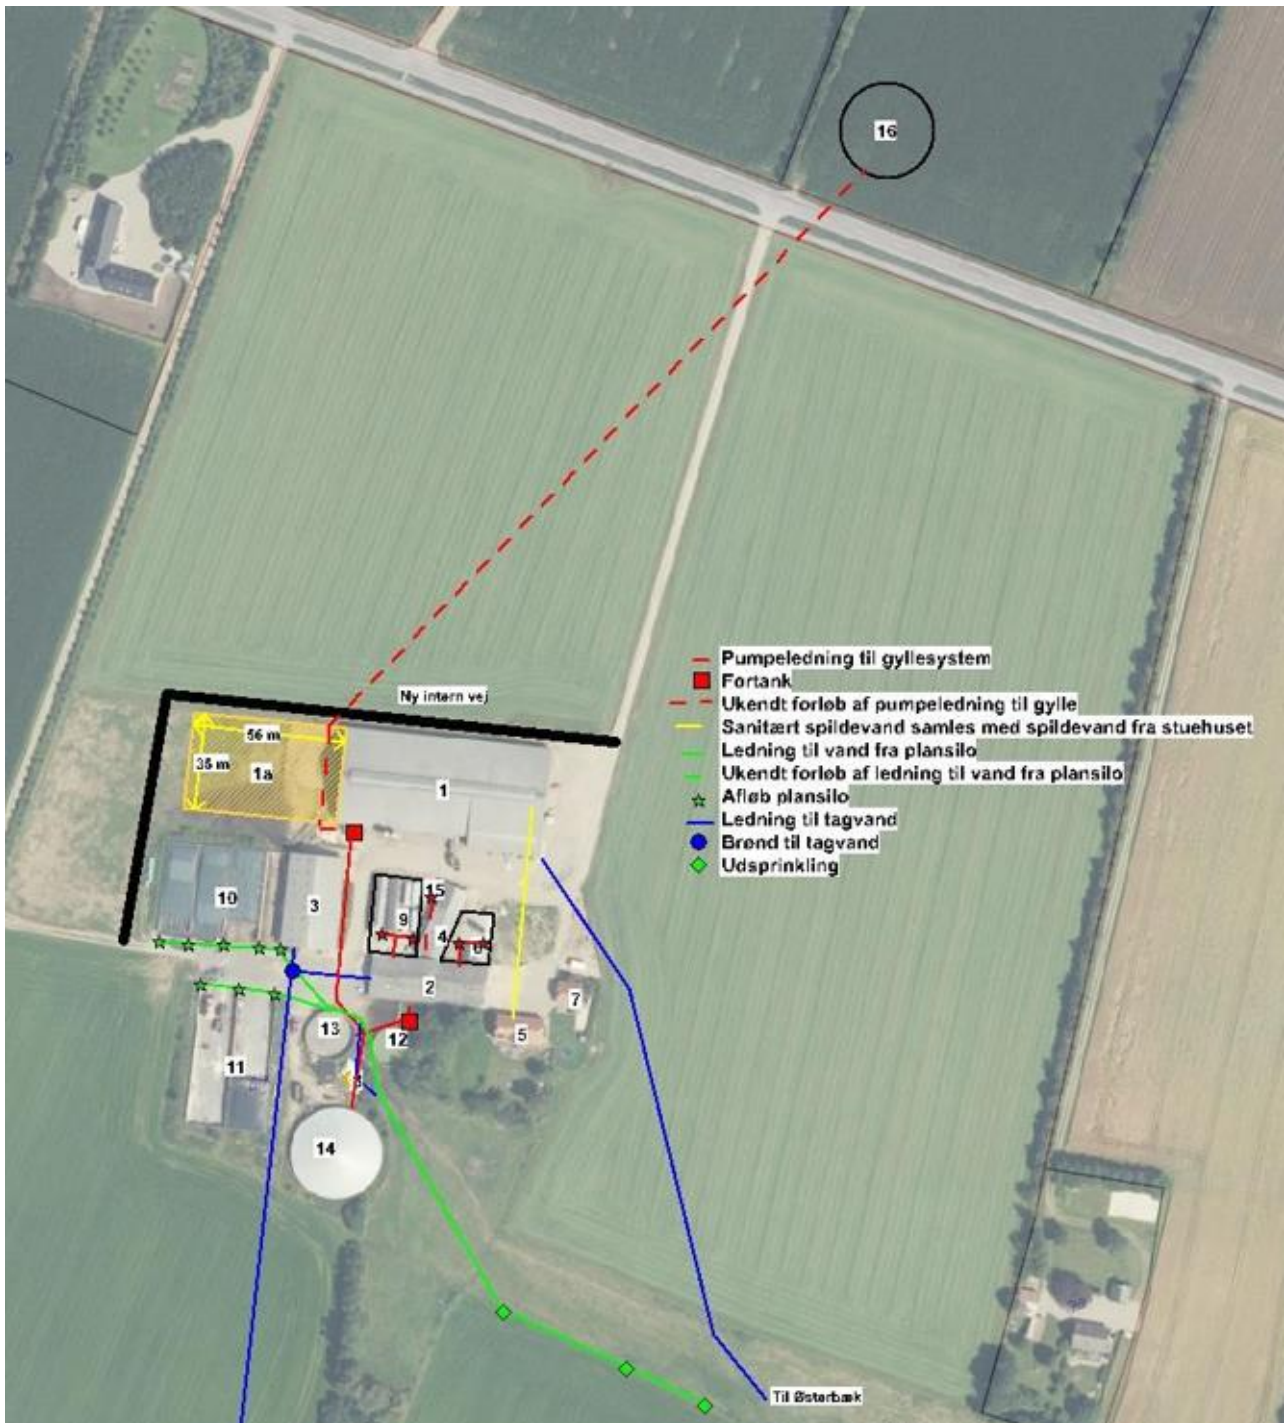 16
Pumpeledning til gyllesystem
Fortank
Ukendt forløb af pumpeledning til gylle
Sanitært spildevand samles med spildevand fra stuehuset
Ledning til vand fra plansilo
Ukendt forløb af ledning til vand fra plansilo
Afløb plansilo
Ledning til tagvand
Brønd til tagvand
Udsprinkling
Ny intern vej
56 m
35 m
1a
1
10
3
15
9
4
6
2
7
5
13
12
11
14
Til Østerbæk